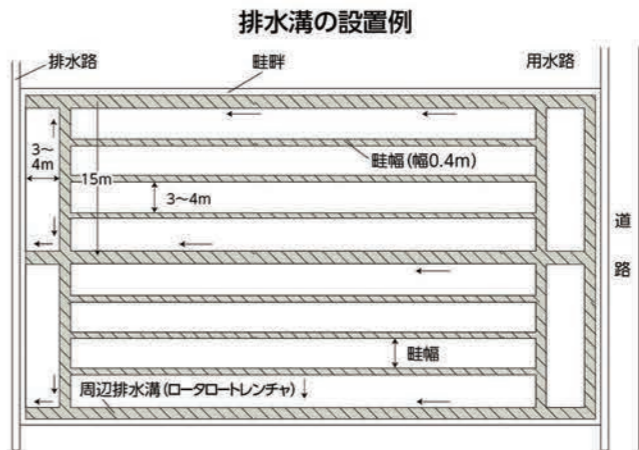 排水溝の設置例
排水路
畦畔
用水路
3～
4m
15m
畦幅(幅0.4m)
3～4m
道
路
畦幅
周辺排水溝(ロータロートレンチャ)